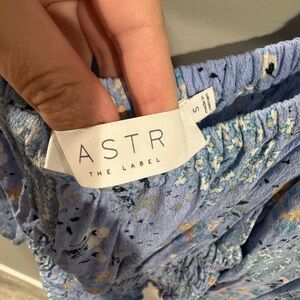 ASTR
THE LABEL
S